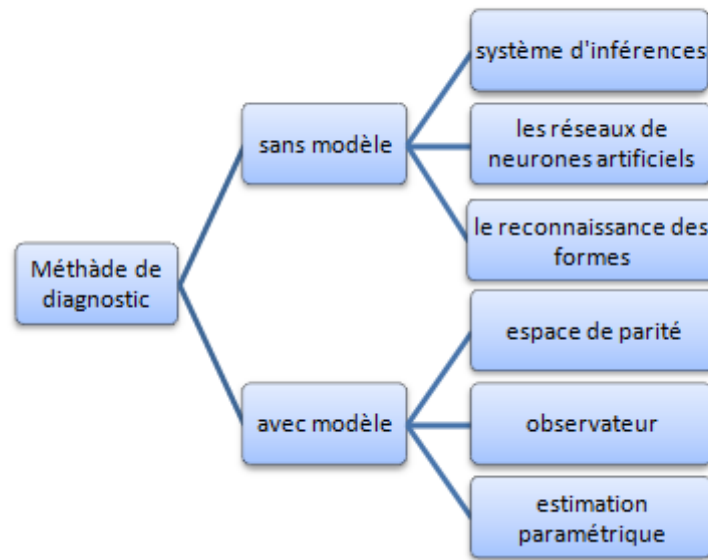 Méthàde de
diagnostic
sans modèle
système d'inférences
les réseaux de
neurones artificiels
le reconnaissance des
formes
avec modèle
espace de parité
observateur
estimation
paramétrique